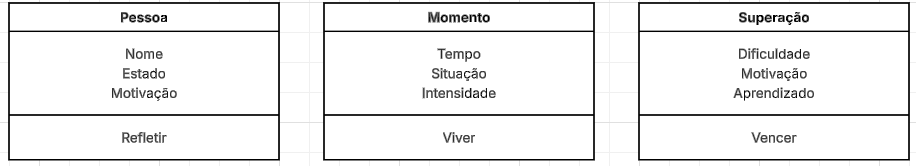 Pessoa
Nome
Estado
Motivação
Refletir
Momento
Tempo
Situação
Intensidade
Viver
Superação
Dificuldade
Motivação
Aprendizado
Vencer